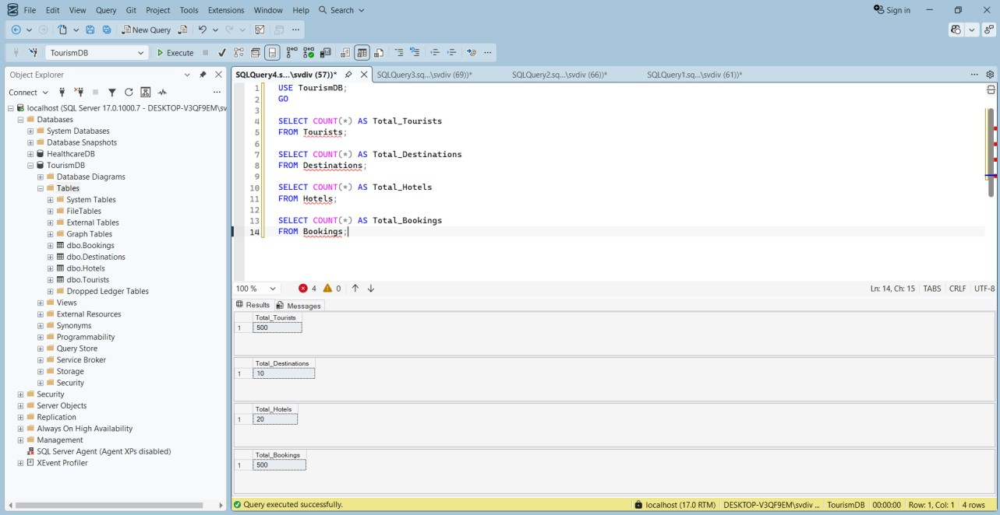 File Edit View Query Git Project Tools Extensions Window Help Search Sign in
New Query
TourismDB Execute
Object Explorer
Connect
localhost (SQL Server 17.0.1000.7 - DESKTOP-V3QF9EM\sv
Databases
System Databases
Database Snapshots
HealthcareDB
TourismDB
Database Diagrams
Tables
System Tables
FileTables
External Tables
Graph Tables
dbo.Bookings
dbo.Destinations
dbo.Hotels
dbo.Tourists
Dropped Ledger Tables
Views
External Resources
Synonyms
Programmability
Query Store
Service Broker
Storage
Security
Security
Server Objects
Replication
Always On High Availability
Management
SQL Server Agent (Agent XPs disabled)
XEvent Profiler
SQLQuery4.s...\svdiv (57))* SQLQuery3.sq...\svdiv (69))* SQLQuery2.sq...\svdiv (66))* SQLQuery1.sq...\svdiv (61))*
1 USE TourismDB;
2 GO
3
4 SELECT COUNT(*) AS Total_Tourists
5 FROM Tourists;
6
7 SELECT COUNT(*) AS Total_Destinations
8 FROM Destinations;
9
10 SELECT COUNT(*) AS Total_Hotels
11 FROM Hotels;
12
13 SELECT COUNT(*) AS Total_Bookings
14 FROM Bookings;
100 % 4 0 Ln: 14, Ch: 15 TABS CRLF UTF-8
Results Messages
Total_Tourists
1 500
Total_Destinations
1 10
Total_Hotels
1 20
Total_Bookings
1 500
Query executed successfully. localhost (17.0 RTM) DESKTOP-V3QF9EM\svdiv ... TourismDB 00:00:00 Row: 1, Col: 1 4 rows